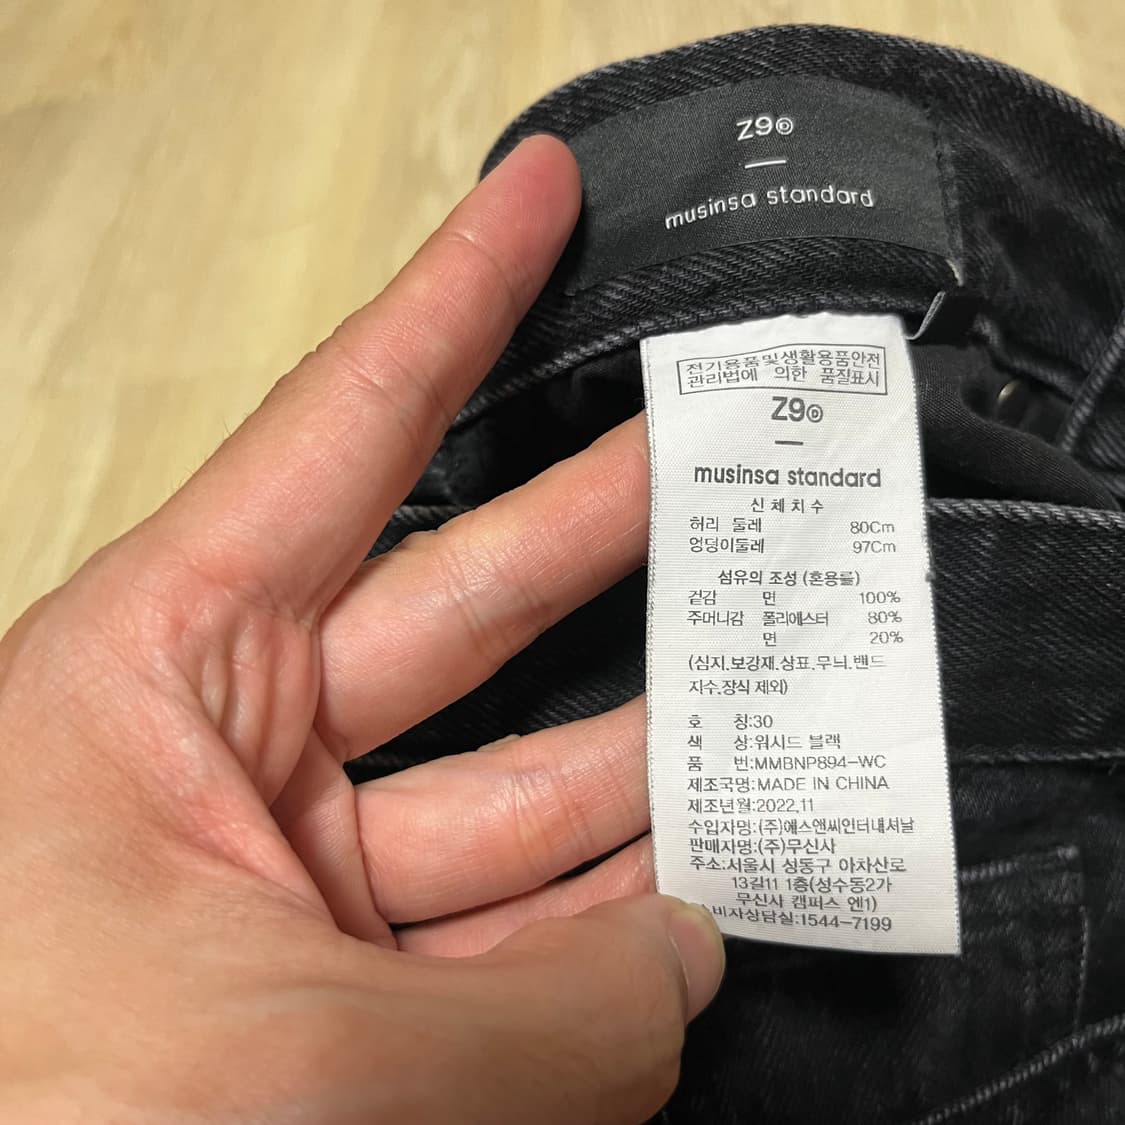 Z9Ⓓ
musinsa standard
전기용품및생활용품안전
관리법에 의한 품질표시
Z9Ⓓ
musinsa standard
신체치수
허리 둘레 80Cm
엉덩이둘레 97Cm
섬유의 조성 (혼용률)
겉감 면 100%
주머니감 폴리에스터 80%
면 20%
(심지.보강재.상표.무늬.밴드
지수.장식 제외)
호 칭:30
색 상:워시드 블랙
품 번:MMBNP894-WC
제조국명:MADE IN CHINA
제조년월:2022.11
수입자명:(주)에스앤씨인터내셔날
판매자명:(주)무신사
주소:서울시 성동구 아차산로
13길11 1층(성수동2가
무신사 캠퍼스 엔1)
비자상담실:1544-7199